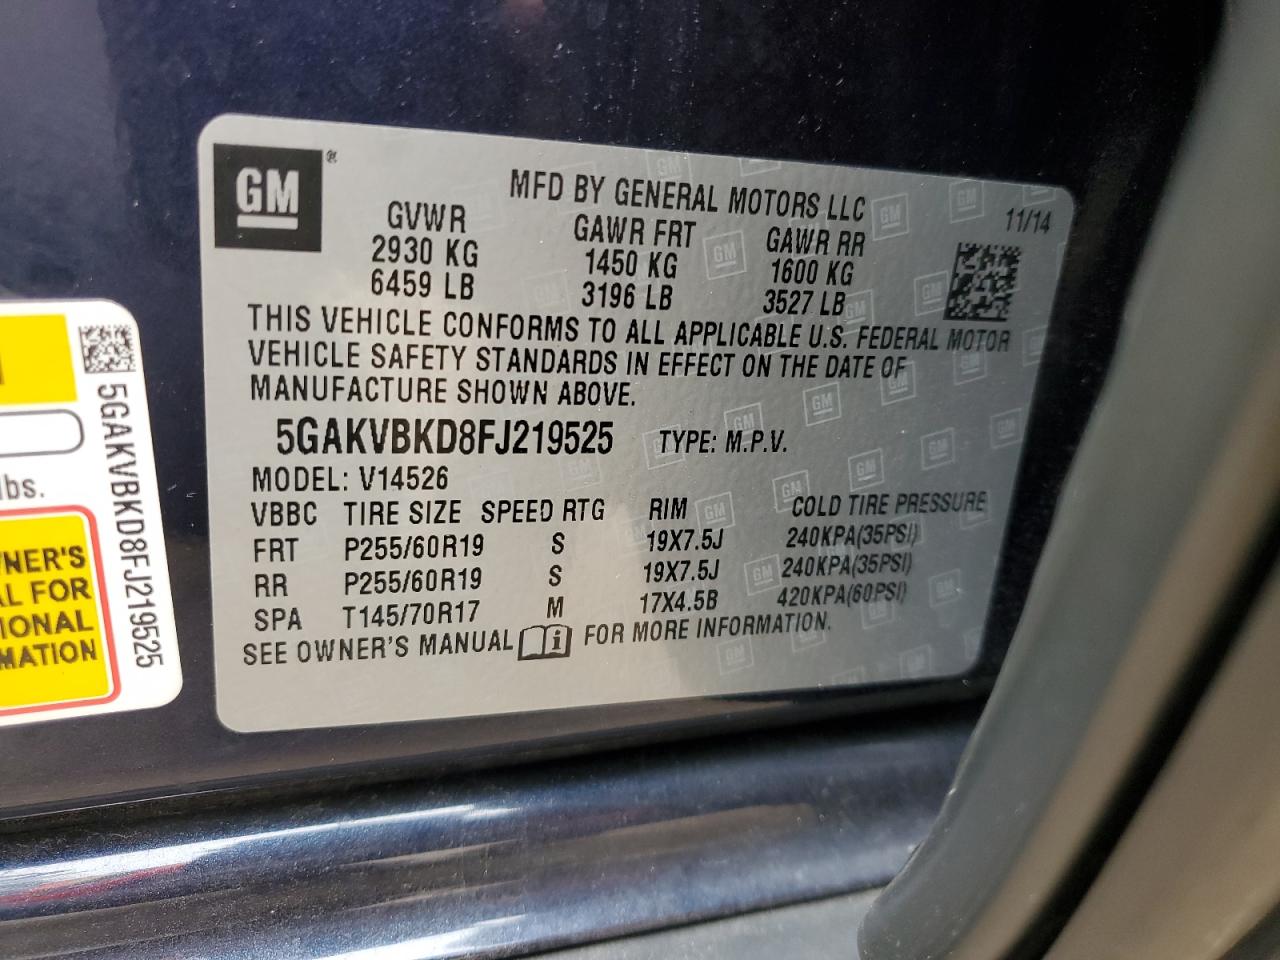 GM®
MFD BY GENERAL MOTORS LLC
11/14
GVWR GAWR FRT GAWR RR
2930 KG 1450 KG 1600 KG
6459 LB 3196 LB 3527 LB
THIS VEHICLE CONFORMS TO ALL APPLICABLE U.S. FEDERAL MOTOR
VEHICLE SAFETY STANDARDS IN EFFECT ON THE DATE OF
MANUFACTURE SHOWN ABOVE.
5GAKVBKD8FJ219525 TYPE: M.P.V.
MODEL: V14526
VBBC TIRE SIZE SPEED RTG RIM COLD TIRE PRESSURE
FRT P255/60R19 S 19X7.5J 240KPA(35PSI)
RR P255/60R19 S 19X7.5J 240KPA(35PSI)
SPA T145/70R17 M 17X4.5B 420KPA(60PSI)
SEE OWNER'S MANUAL i FOR MORE INFORMATION.
5GAKVBKD8FJ219525
lbs.
WNER'S
AL FOR
IONAL
MATION